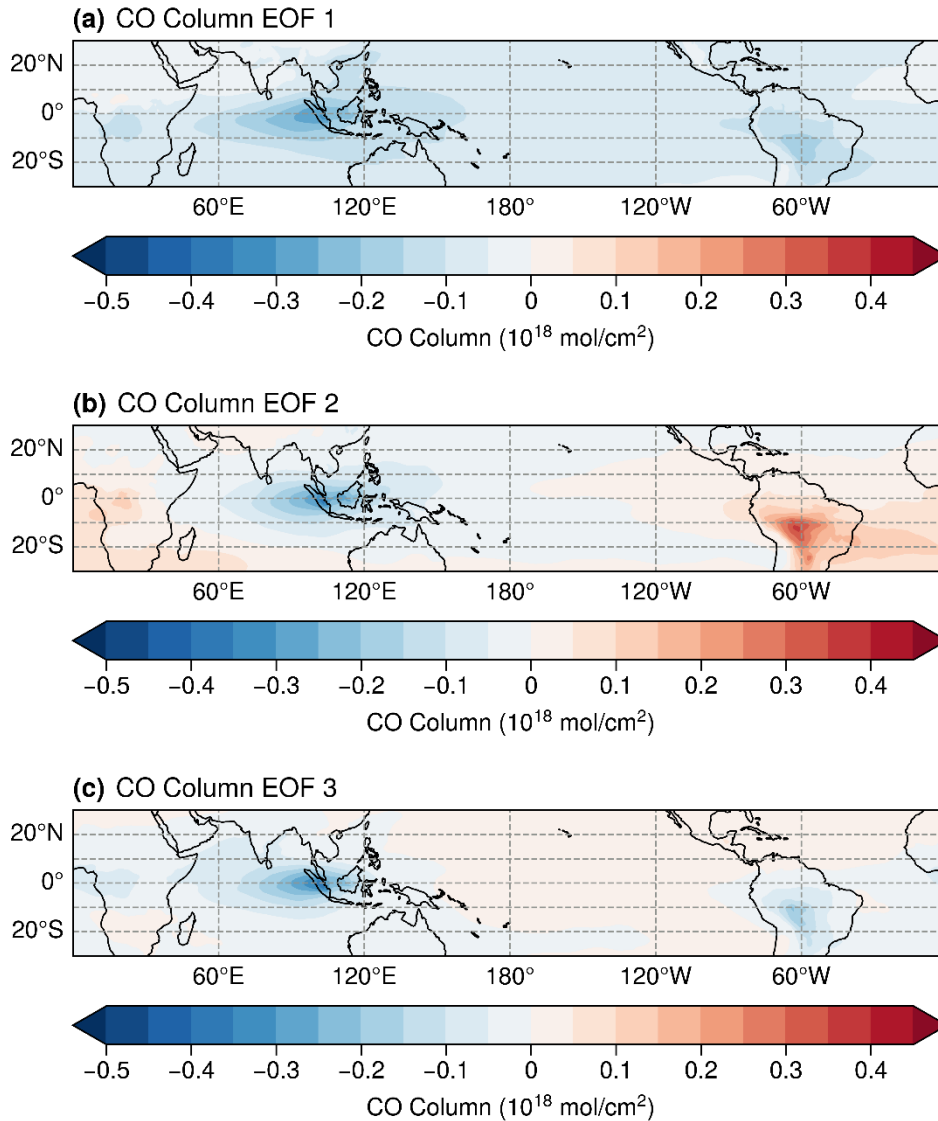 (a) CO Column EOF 1
20°N
0°
20°S
60°E 120°E 180° 120°W 60°W
−0.5 −0.4 −0.3 −0.2 −0.1 0 0.1 0.2 0.3 0.4
CO Column (10¹⁸ mol/cm²)
(b) CO Column EOF 2
20°N
0°
20°S
60°E 120°E 180° 120°W 60°W
−0.5 −0.4 −0.3 −0.2 −0.1 0 0.1 0.2 0.3 0.4
CO Column (10¹⁸ mol/cm²)
(c) CO Column EOF 3
20°N
0°
20°S
60°E 120°E 180° 120°W 60°W
−0.5 −0.4 −0.3 −0.2 −0.1 0 0.1 0.2 0.3 0.4
CO Column (10¹⁸ mol/cm²)